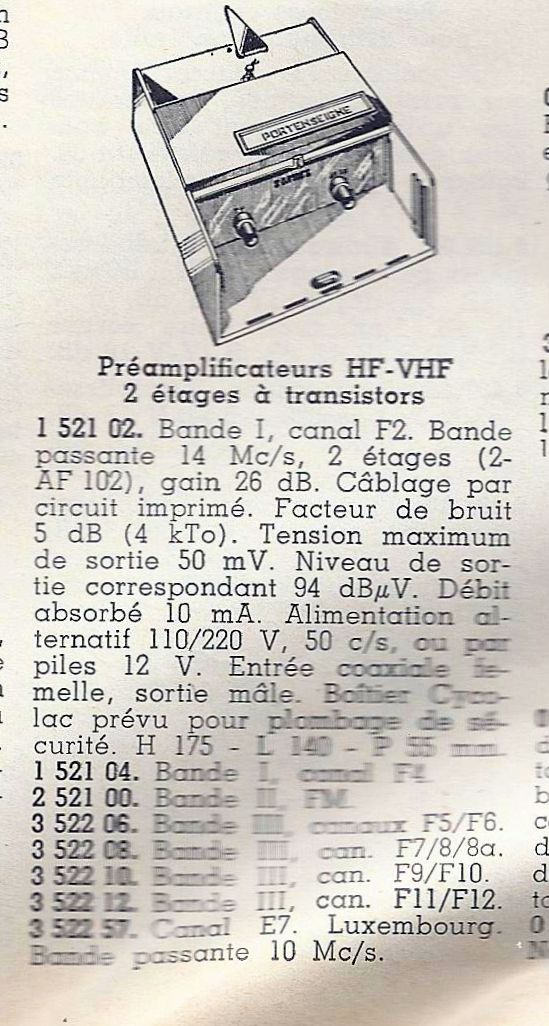 PORTENSEIGNE
Préamplificateurs HF-VHF
2 étages à transistors
1 521 02. Bande I, canal F2. Bande
passante 14 Mc/s, 2 étages (2-
AF 102), gain 26 dB. Câblage par
circuit imprimé. Facteur de bruit
5 dB (4 kTo). Tension maximum
de sortie 50 mV. Niveau de sor-
tie correspondant 94 dBμV. Débit
absorbé 10 mA. Alimentation al-
ternatif 110/220 V, 50 c/s, ou par
piles 12 V. Entrée coaxiale fe-
melle, sortie mâle. Boîtier Cyco-
lac prévu pour plombage de sé-
curité. H 175 - L 140 - P 55 mm.
1 521 04. Bande I, canal F4.
2 521 00. Bande II, FM.
3 522 06. Bande III, canaux F5/F6.
3 522 08. Bande III, can. F7/8/8a.
3 522 10. Bande III, can. F9/F10.
3 522 12. Bande III, can. F11/F12.
3 522 57. Canal E7. Luxembourg.
Bande passante 10 Mc/s.